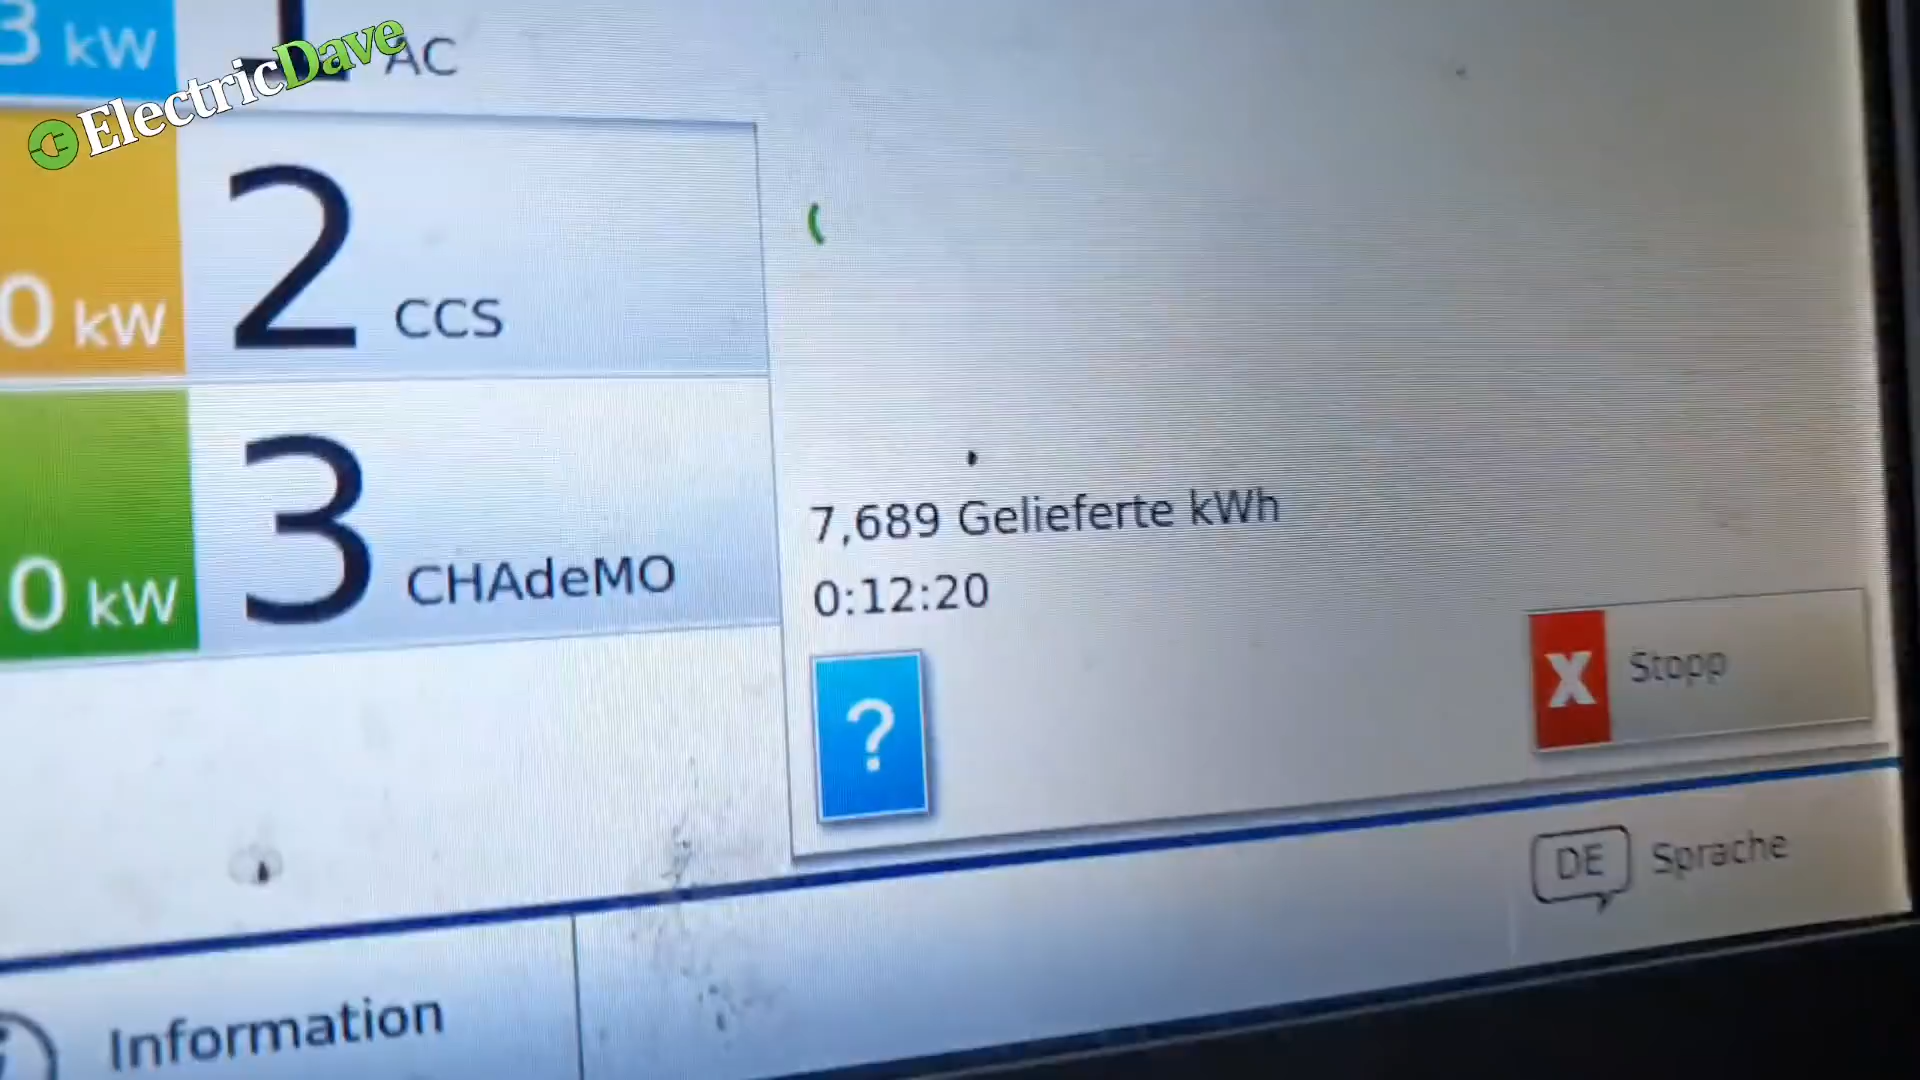 3 kW
1 AC
ElectricDave
0 kW
2 CCS
0 kW
3 CHAdeMO
7,689 Gelieferte kWh
0:12:20
?
X Stopp
DE Sprache
i Information